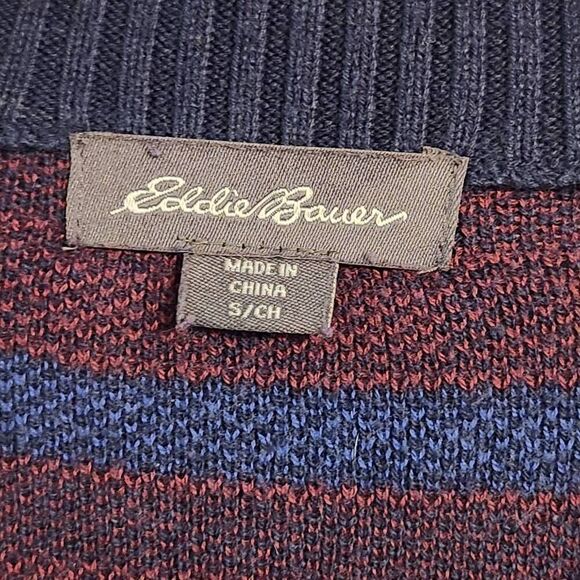 Eddie Bauer
MADE IN
CHINA
S/CH